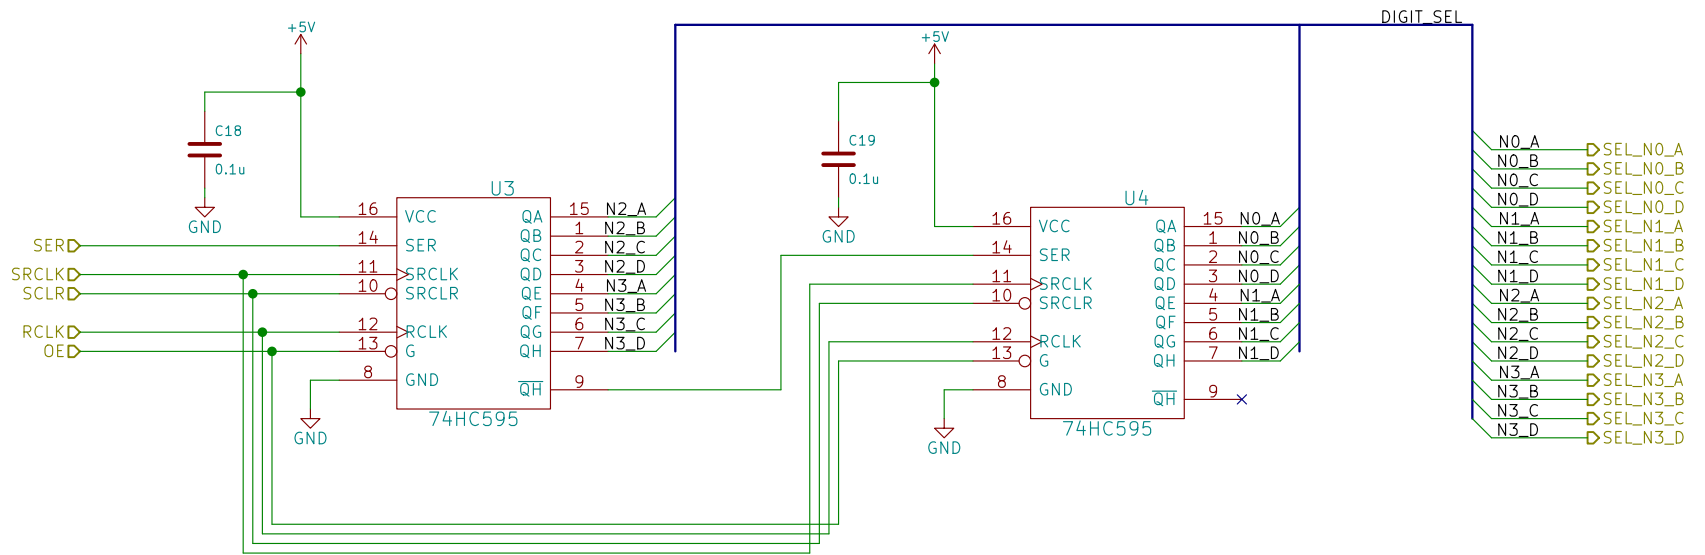 DIGIT_SEL
+5V
C18
0.1u
GND
SER
SRCLK
SCLR
RCLK
OE
U3
16 VCC
14 SER
11 SRCLK
10 SRCLR
12 RCLK
13 G
8 GND
QA 15 N2_A
QB 1 N2_B
QC 2 N2_C
QD 3 N2_D
QE 4 N3_A
QF 5 N3_B
QG 6 N3_C
QH 7 N3_D
QH 9
74HC595
GND
+5V
C19
0.1u
GND
U4
16 VCC
14 SER
11 SRCLK
10 SRCLR
12 RCLK
13 G
8 GND
QA 15 N0_A
QB 1 N0_B
QC 2 N0_C
QD 3 N0_D
QE 4 N1_A
QF 5 N1_B
QG 6 N1_C
QH 7 N1_D
QH 9
74HC595
GND
N0_A SEL_N0_A
N0_B SEL_N0_B
N0_C SEL_N0_C
N0_D SEL_N0_D
N1_A SEL_N1_A
N1_B SEL_N1_B
N1_C SEL_N1_C
N1_D SEL_N1_D
N2_A SEL_N2_A
N2_B SEL_N2_B
N2_C SEL_N2_C
N2_D SEL_N2_D
N3_A SEL_N3_A
N3_B SEL_N3_B
N3_C SEL_N3_C
N3_D SEL_N3_D